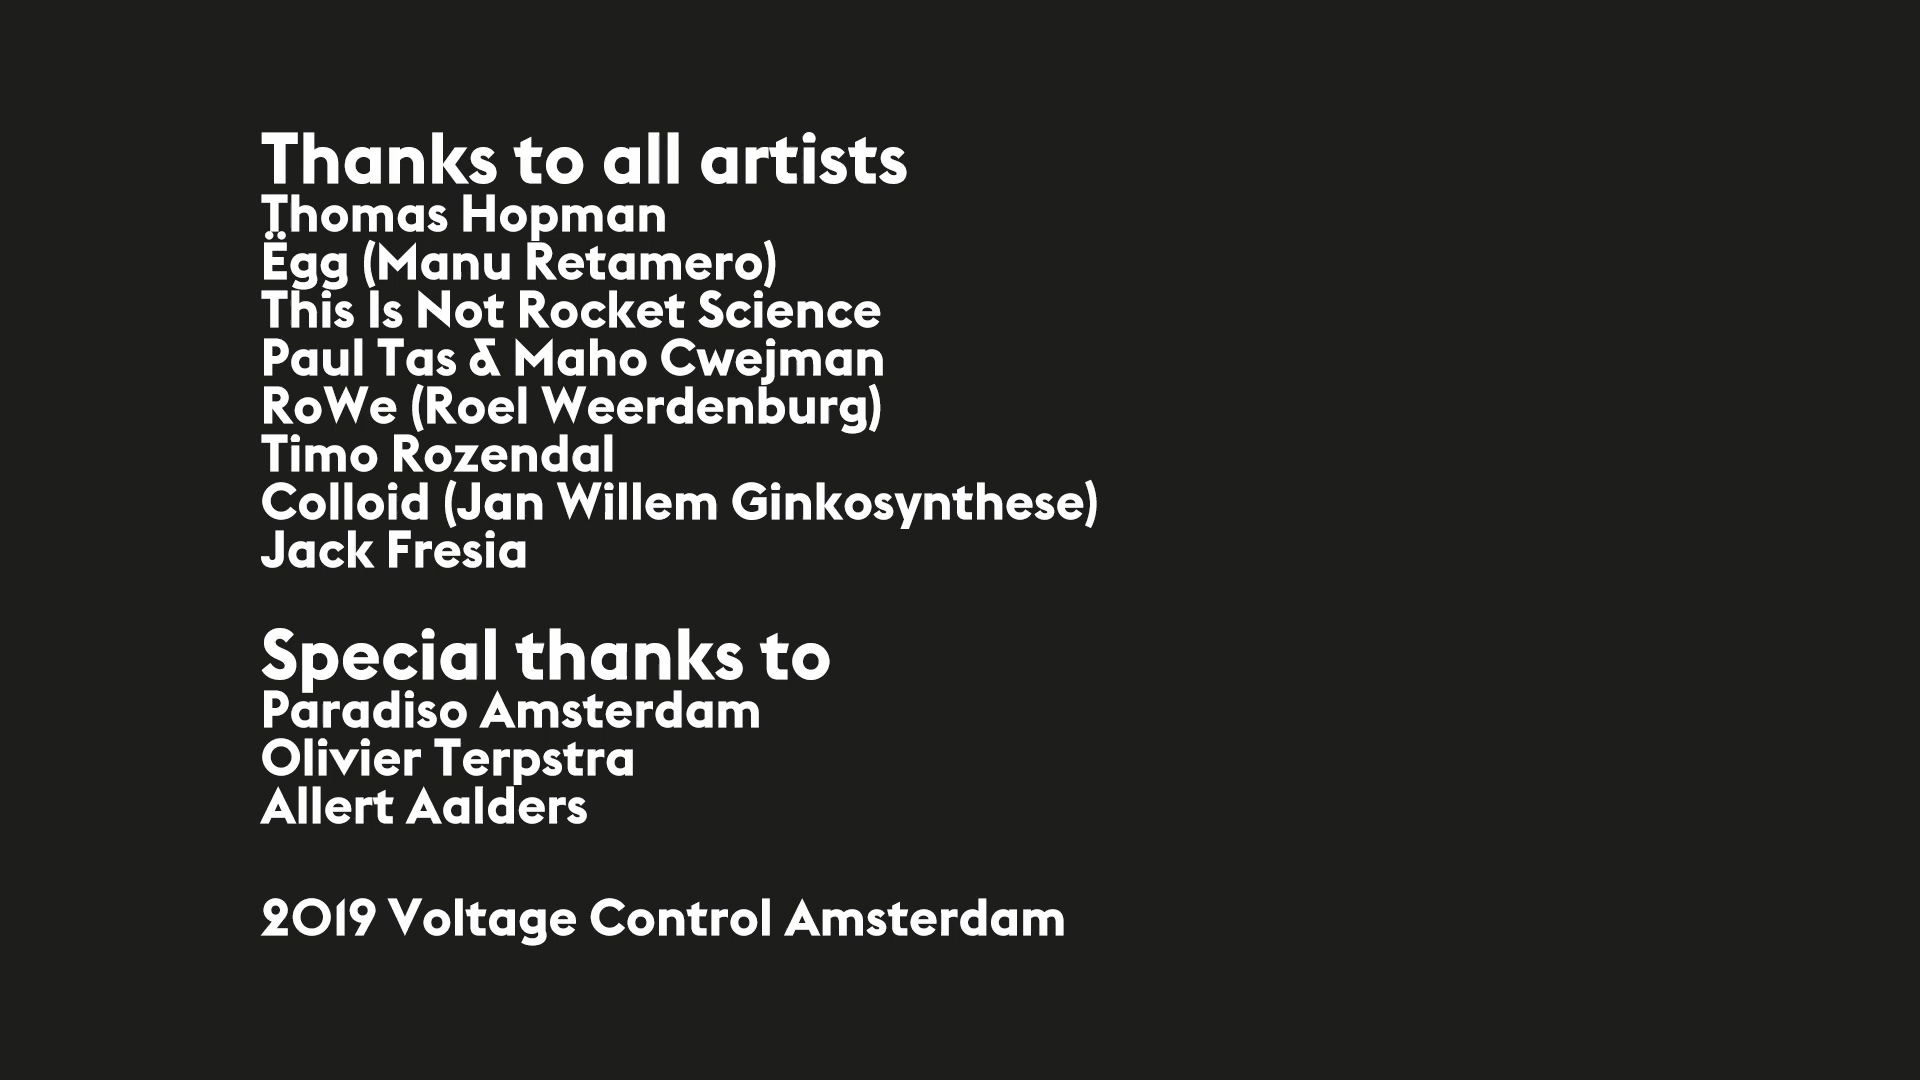 Thanks to all artists
Thomas Hopman
Ëgg (Manu Retamero)
This Is Not Rocket Science
Paul Tas & Maho Cwejman
RoWe (Roel Weerdenburg)
Timo Rozendal
Colloid (Jan Willem Ginkosynthese)
Jack Fresia
Special thanks to
Paradiso Amsterdam
Olivier Terpstra
Allert Aalders
2019 Voltage Control Amsterdam